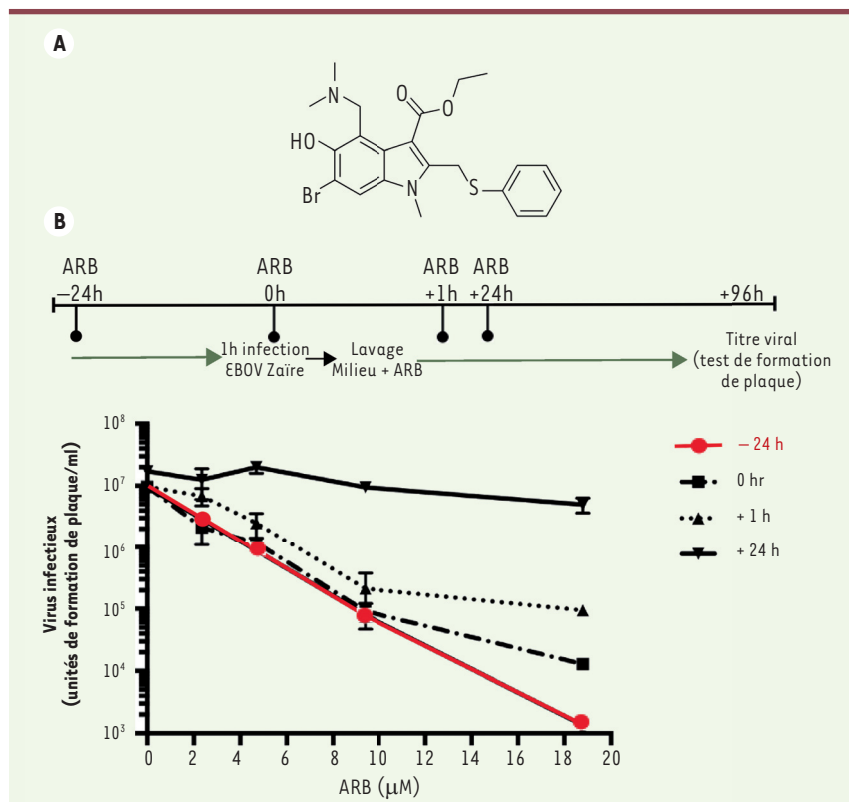 A
N
O
O
HO
Br
N
S
B
ARB ARB ARB ARB
−24h 0h +1h +24h +96h
1h infection Lavage Titre viral
EBOV Zaïre Milieu + ARB (test de formation
de plaque)
Virus infectieux
(unités de formation de plaque/ml)
10⁸
10⁷
10⁶
10⁵
10⁴
10³
0 2 4 6 8 10 12 14 16 18 20
ARB (µM)
− 24 h
0 hr
+ 1 h
+ 24 h